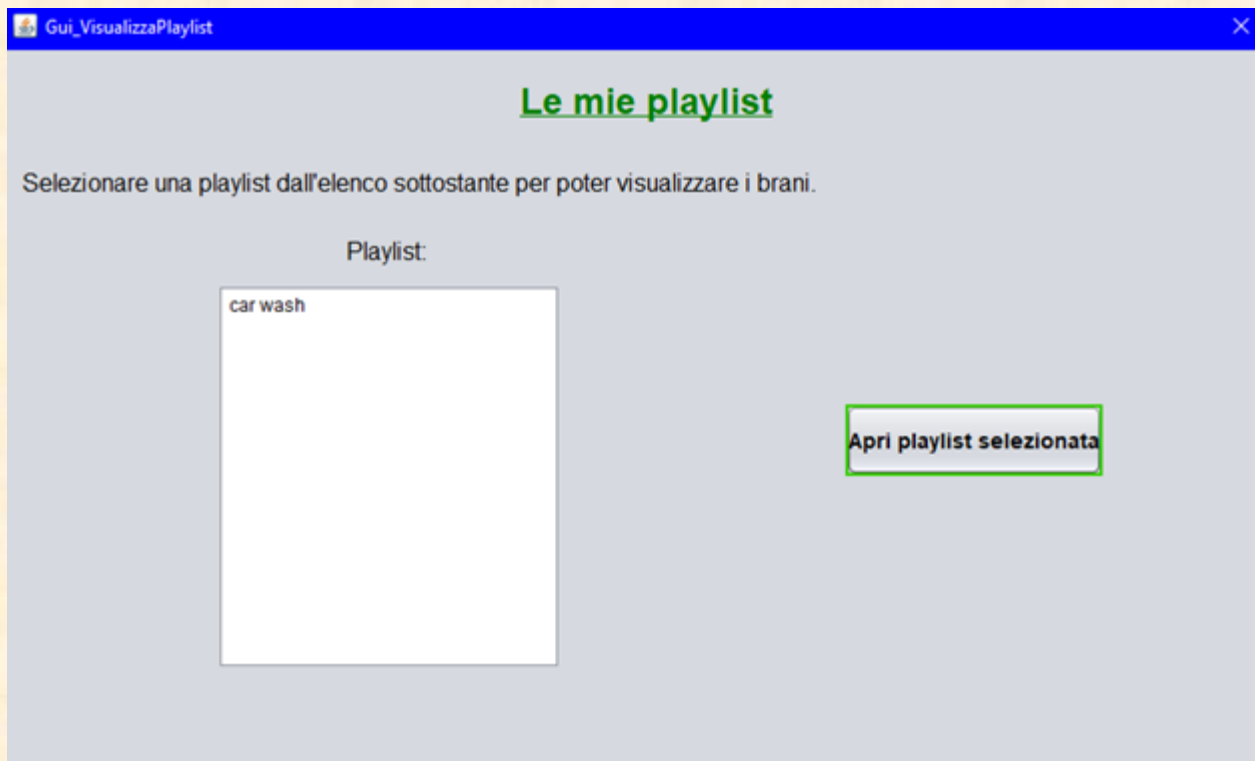 Gui_VisualizzaPlaylist
Le mie playlist
Selezionare una playlist dall'elenco sottostante per poter visualizzare i brani.
Playlist:
car wash
Apri playlist selezionata